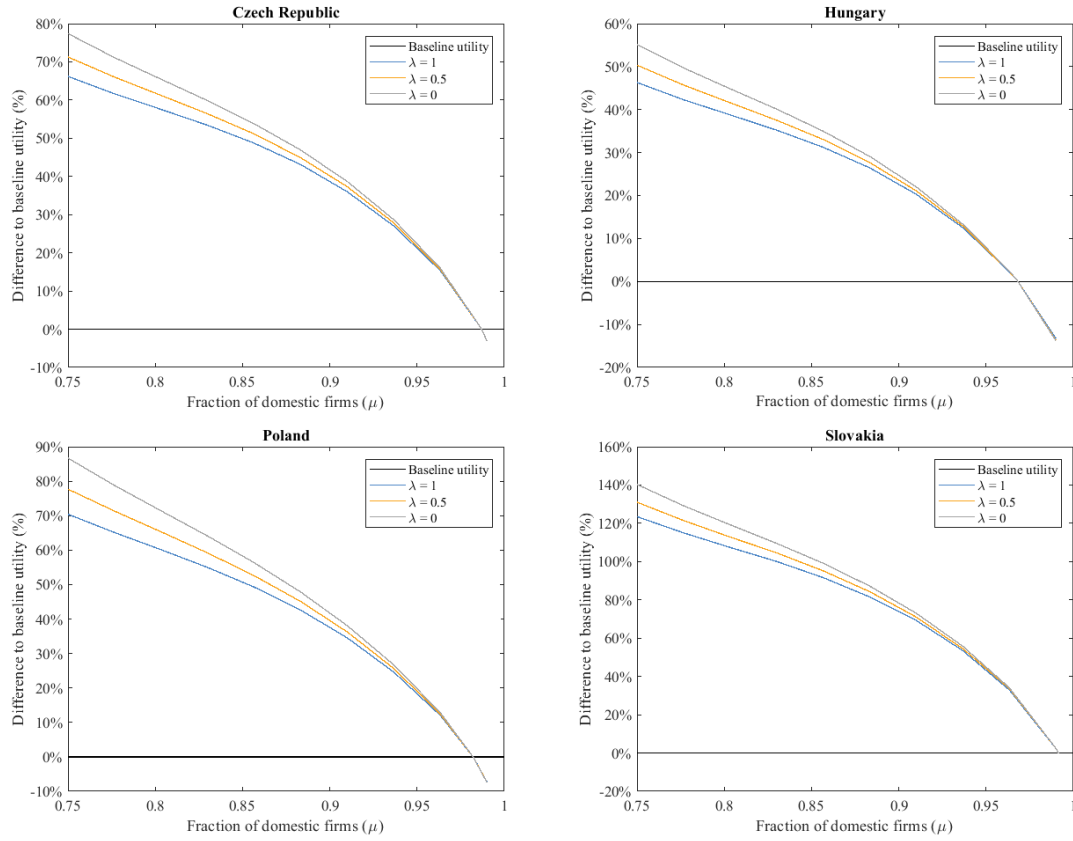 Czech Republic
80%
70%
60%
50%
40%
30%
20%
10%
0%
-10%
Difference to baseline utility (%)
Baseline utility
λ = 1
λ = 0.5
λ = 0
0.75 0.8 0.85 0.9 0.95 1
Fraction of domestic firms (μ)
Hungary
60%
50%
40%
30%
20%
10%
0%
-10%
-20%
Difference to baseline utility (%)
Baseline utility
λ = 1
λ = 0.5
λ = 0
0.75 0.8 0.85 0.9 0.95 1
Fraction of domestic firms (μ)
Poland
90%
80%
70%
60%
50%
40%
30%
20%
10%
0%
-10%
Difference to baseline utility (%)
Baseline utility
λ = 1
λ = 0.5
λ = 0
0.75 0.8 0.85 0.9 0.95 1
Fraction of domestic firms (μ)
Slovakia
160%
140%
120%
100%
80%
60%
40%
20%
0%
-20%
Difference to baseline utility (%)
Baseline utility
λ = 1
λ = 0.5
λ = 0
0.75 0.8 0.85 0.9 0.95 1
Fraction of domestic firms (μ)